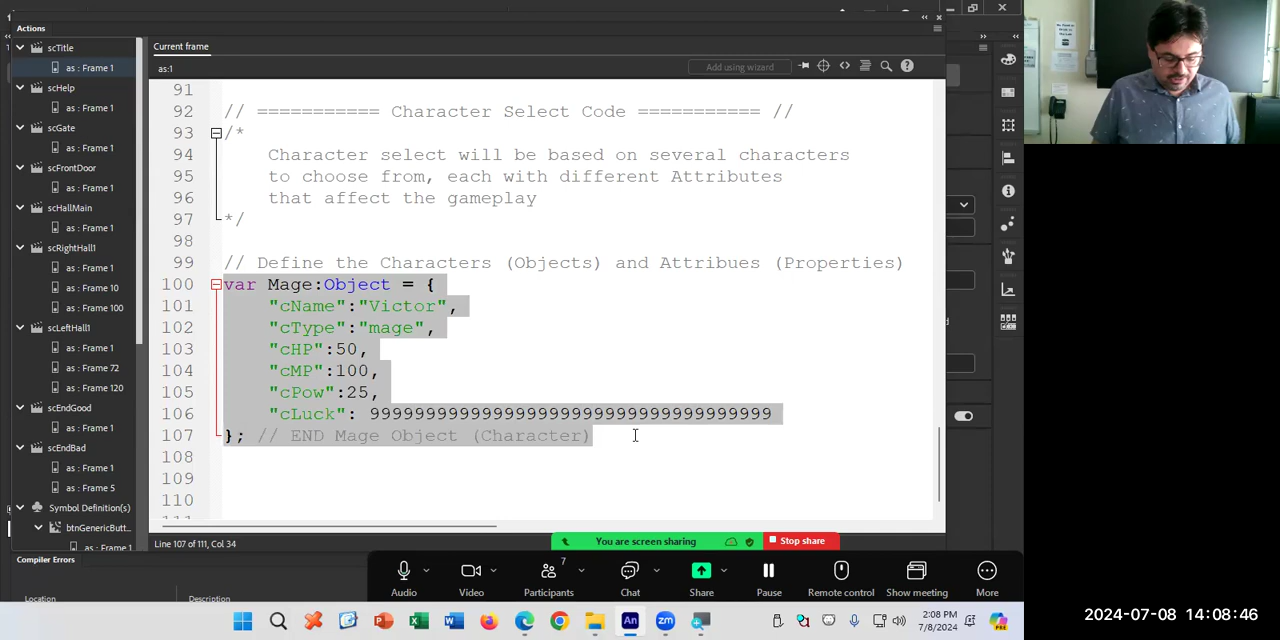 Actions
scTitle
as : Frame 1
scHelp
as : Frame 1
scGate
as : Frame 1
scFrontDoor
as : Frame 1
scHallMain
as : Frame 1
scRightHall1
as : Frame 1
as : Frame 10
as : Frame 100
scLeftHall1
as : Frame 1
as : Frame 72
as : Frame 120
scEndGood
as : Frame 1
scEndBad
as : Frame 1
as : Frame 5
Symbol Definition(s)
btnGenericButt...
as : Frame 1
Current frame
as:1
Add using wizard
91
92 // =========== Character Select Code =========== //
93 /*
94 Character select will be based on several characters
95 to choose from, each with different Attributes
96 that affect the gameplay
97 */
98
99 // Define the Characters (Objects) and Attribues (Properties)
100 var Mage:Object = {
101 "cName":"Victor",
102 "cType":"mage",
103 "cHP":50,
104 "cMP":100,
105 "cPow":25,
106 "cLuck": 999999999999999999999999999999999999
107 }; // END Mage Object (Character)
108
109
110
Line 107 of 111, Col 34
You are screen sharing
Stop share
Compiler Errors
Location
Description
Audio
Video
7
Participants
Chat
Share
Pause
Remote control
Show meeting
More
An
zm
2:08 PM
7/8/2024
2024-07-08 14:08:46